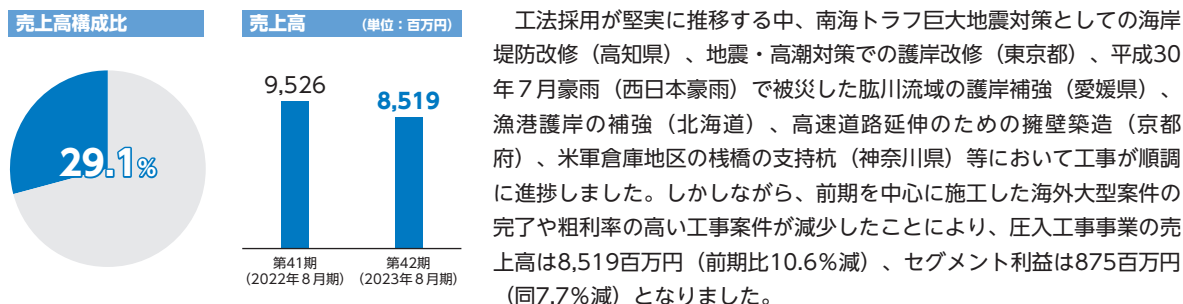 売上高構成比
29.1%
売上高 （単位：百万円）
9,526
8,519
第41期
（2022年８月期）
第42期
（2023年８月期）
工法採用が堅実に推移する中、南海トラフ巨大地震対策としての海岸
堤防改修（高知県）、地震・高潮対策での護岸改修（東京都）、平成30
年７月豪雨（西日本豪雨）で被災した肱川流域の護岸補強（愛媛県）、
漁港護岸の補強（北海道）、高速道路延伸のための擁壁築造（京都
府）、米軍倉庫地区の桟橋の支持杭（神奈川県）等において工事が順調
に進捗しました。しかしながら、前期を中心に施工した海外大型案件の
完了や粗利率の高い工事案件が減少したことにより、圧入工事事業の売
上高は8,519百万円（前期比10.6％減）、セグメント利益は875百万円
（同7.7％減）となりました。